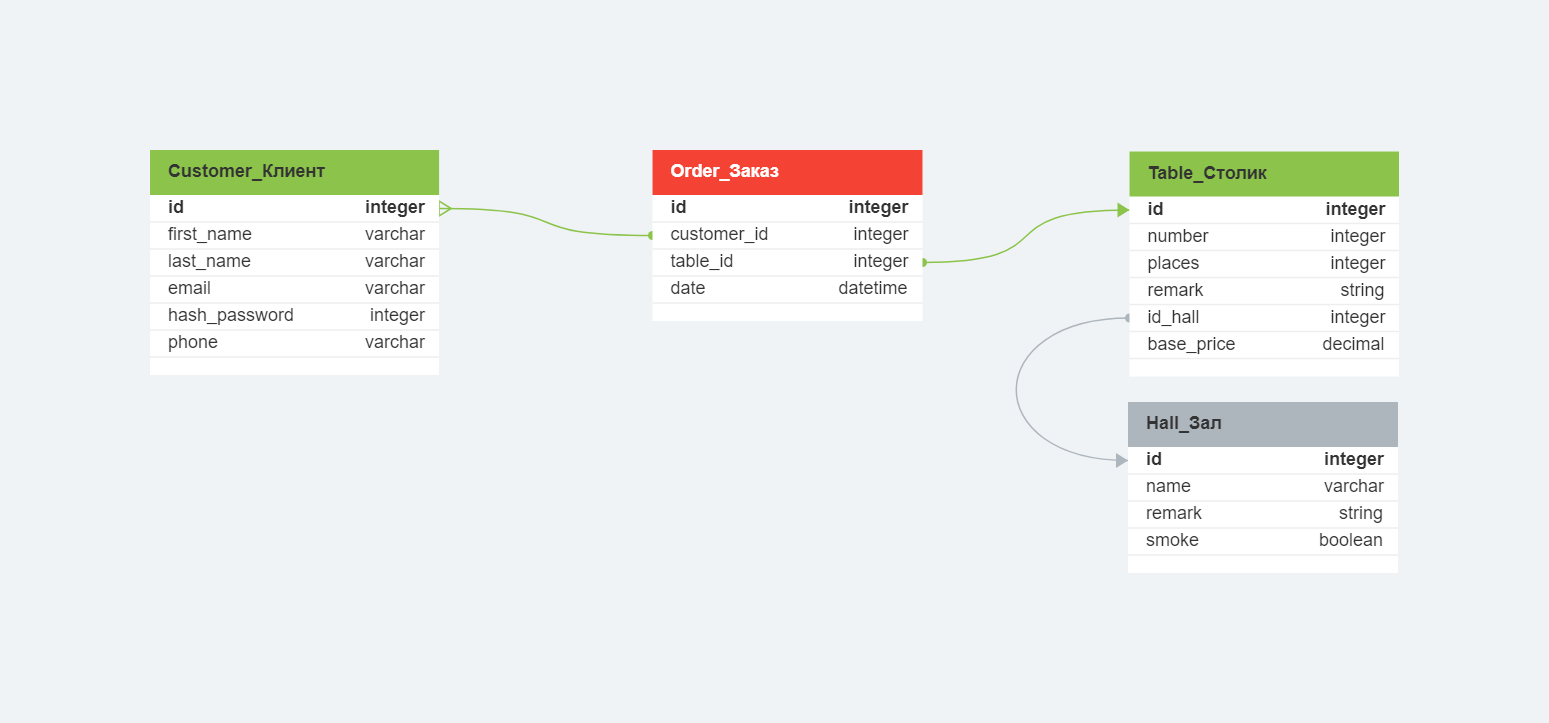 Customer_Клиент
id integer
first_name varchar
last_name varchar
email varchar
hash_password integer
phone varchar
Order_Заказ
id integer
customer_id integer
table_id integer
date datetime
Table_Столик
id integer
number integer
places integer
remark string
id_hall integer
base_price decimal
Hall_Зал
id integer
name varchar
remark string
smoke boolean